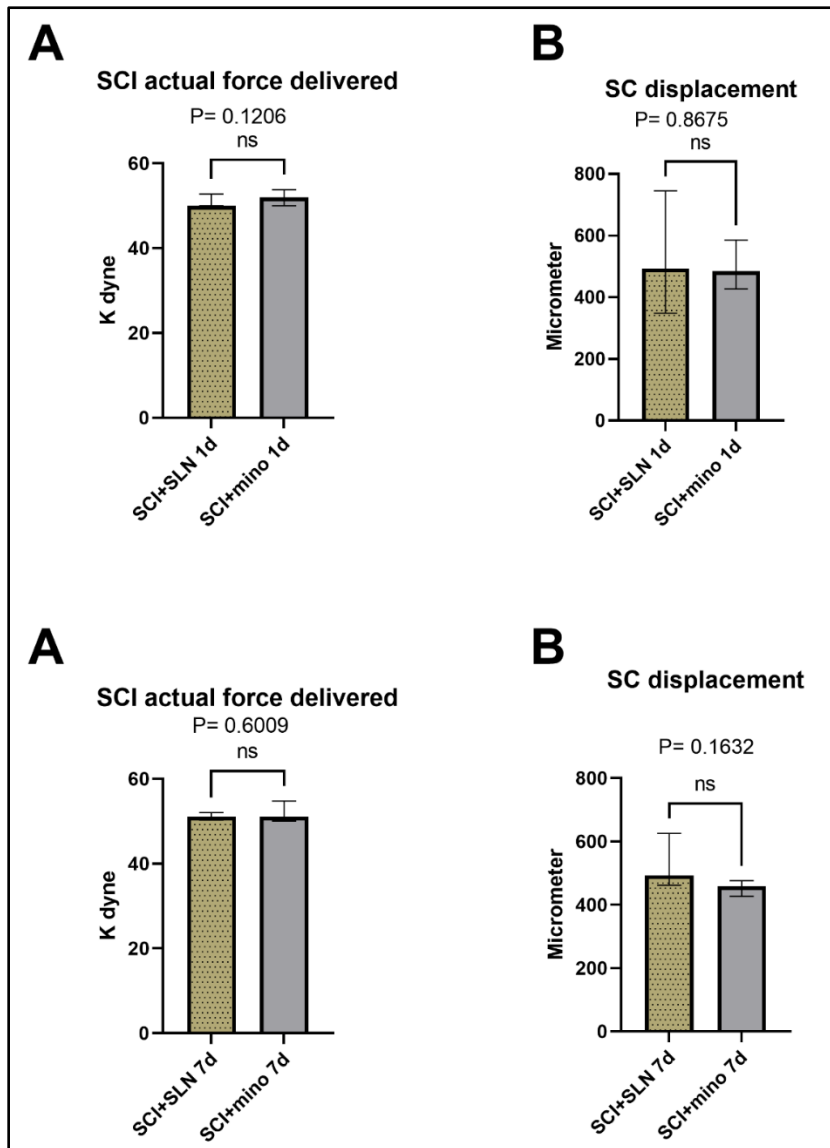 A
SCI actual force delivered
P= 0.1206
ns
60
40
20
0
K dyne
SCI+SLN 1d
SCI+mino 1d
B
SC displacement
P= 0.8675
ns
800
600
400
200
0
Micrometer
SCI+SLN 1d
SCI+mino 1d
A
SCI actual force delivered
P= 0.6009
ns
60
40
20
0
K dyne
SCI+SLN 7d
SCI+mino 7d
B
SC displacement
P= 0.1632
ns
800
600
400
200
0
Micrometer
SCI+SLN 7d
SCI+mino 7d